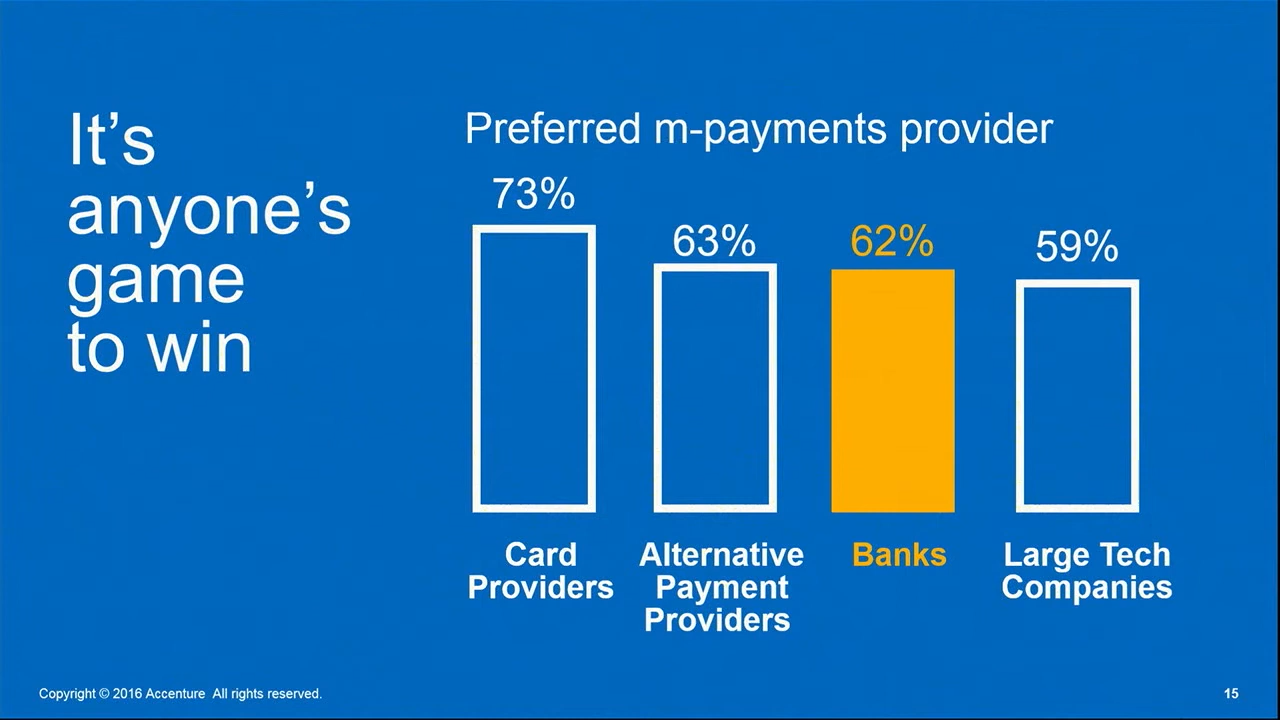 It’s
anyone’s
game
to win
Preferred m-payments provider
73%
63%
62%
59%
Card
Providers
Alternative
Payment
Providers
Banks
Large Tech
Companies
Copyright © 2016 Accenture All rights reserved.
15